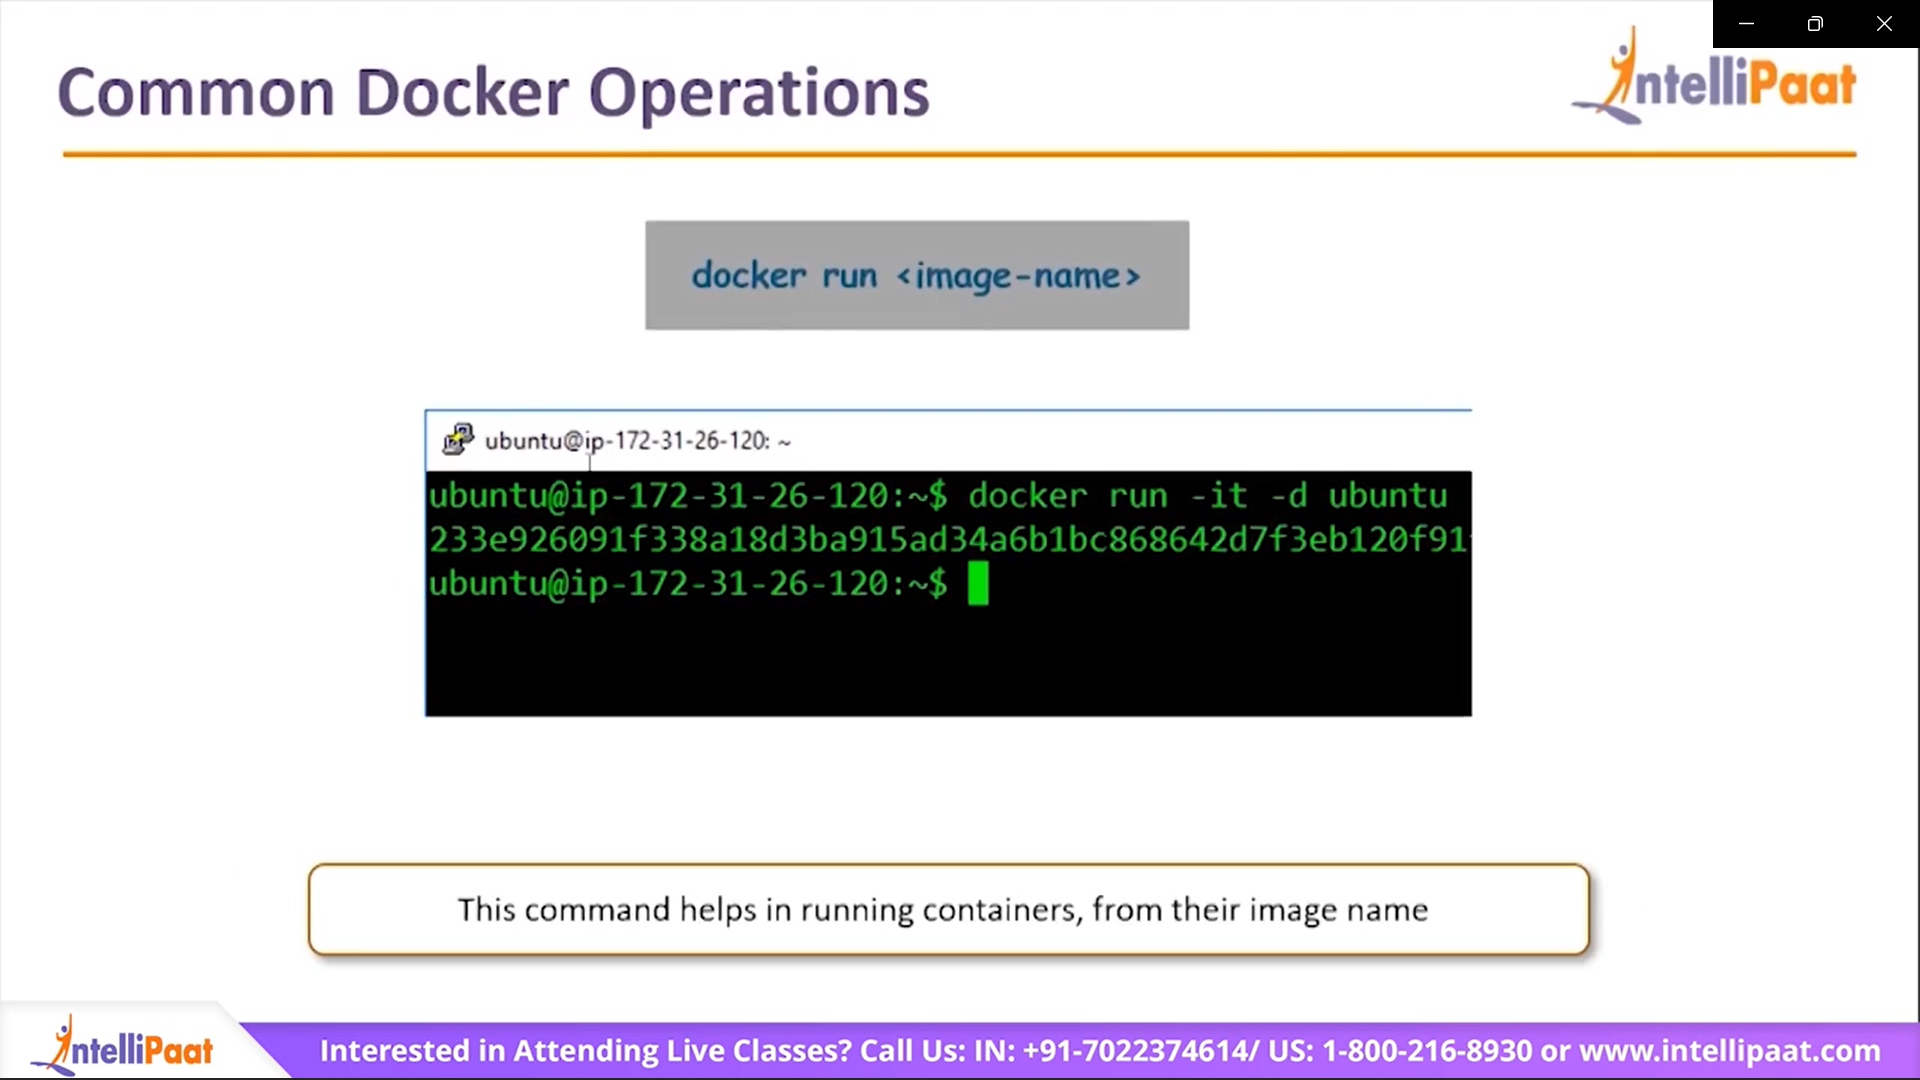 Common Docker Operations
IntelliPaat
docker run <image-name>
ubuntu@ip-172-31-26-120: ~
ubuntu@ip-172-31-26-120:~$ docker run -it -d ubuntu
233e926091f338a18d3ba915ad34a6b1bc868642d7f3eb120f91
ubuntu@ip-172-31-26-120:~$
This command helps in running containers, from their image name
IntelliPaat
Interested in Attending Live Classes? Call Us: IN: +91-7022374614/ US: 1-800-216-8930 or www.intellipaat.com